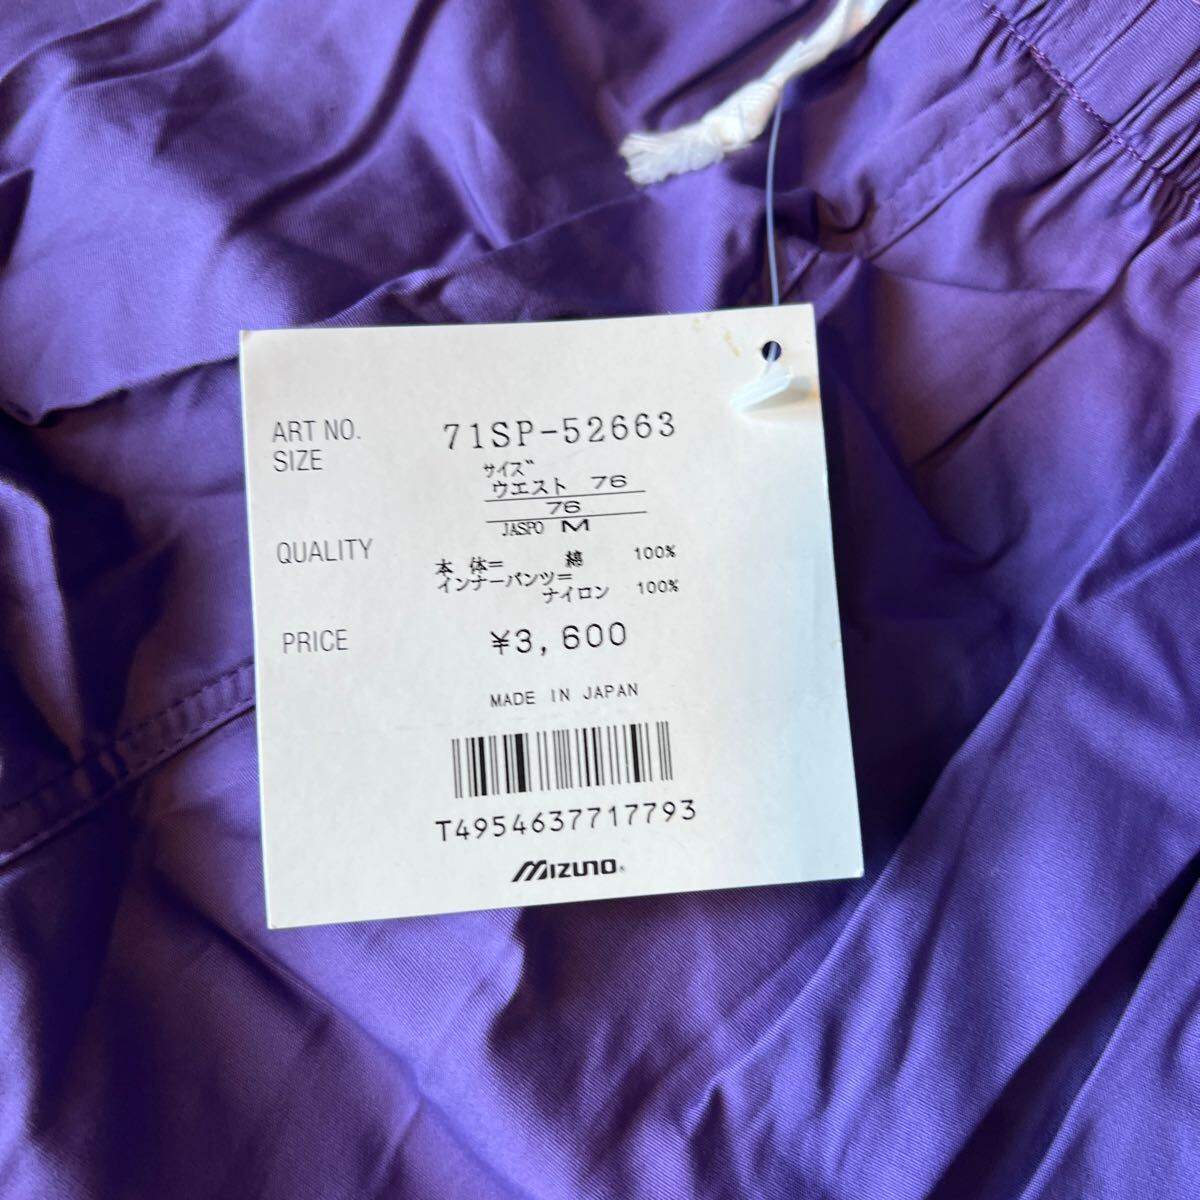 ART NO. 71SP-52663
SIZE サイズ
ウエスト 76
76
JASPO M
QUALITY 本 体= 綿 100%
インナーパンツ=
ナイロン 100%
PRICE ¥3,600
MADE IN JAPAN
T4954637717793
MIZUNO®